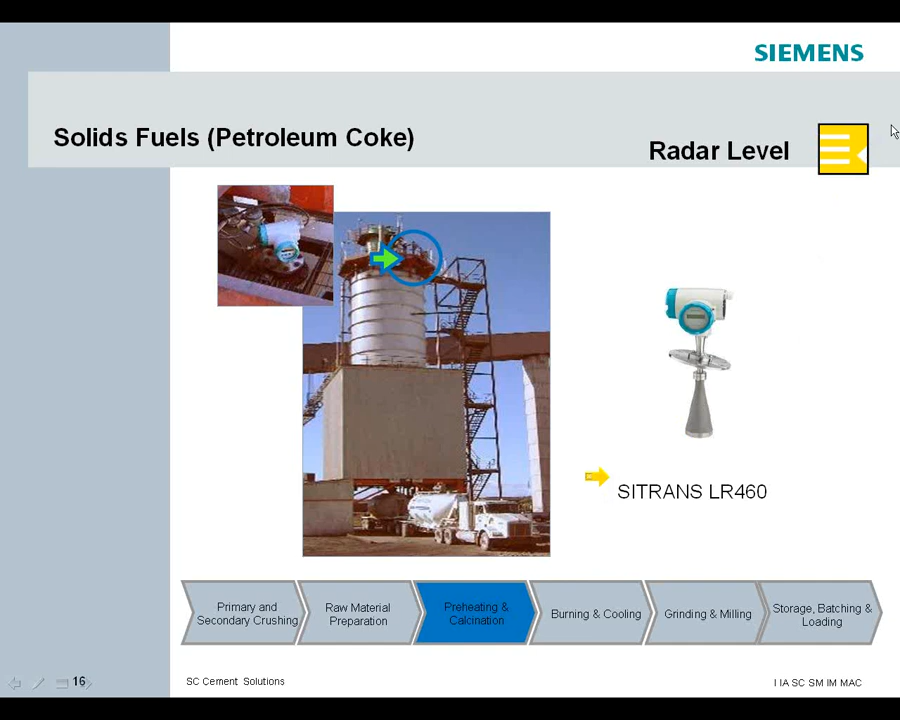 SIEMENS
Solids Fuels (Petroleum Coke)
Radar Level
SITRANS LR460
Primary and
Secondary Crushing
Raw Material
Preparation
Preheating &
Calcination
Burning & Cooling
Grinding & Milling
Storage, Batching &
Loading
16
SC Cement Solutions
I IA SC SM IM MAC